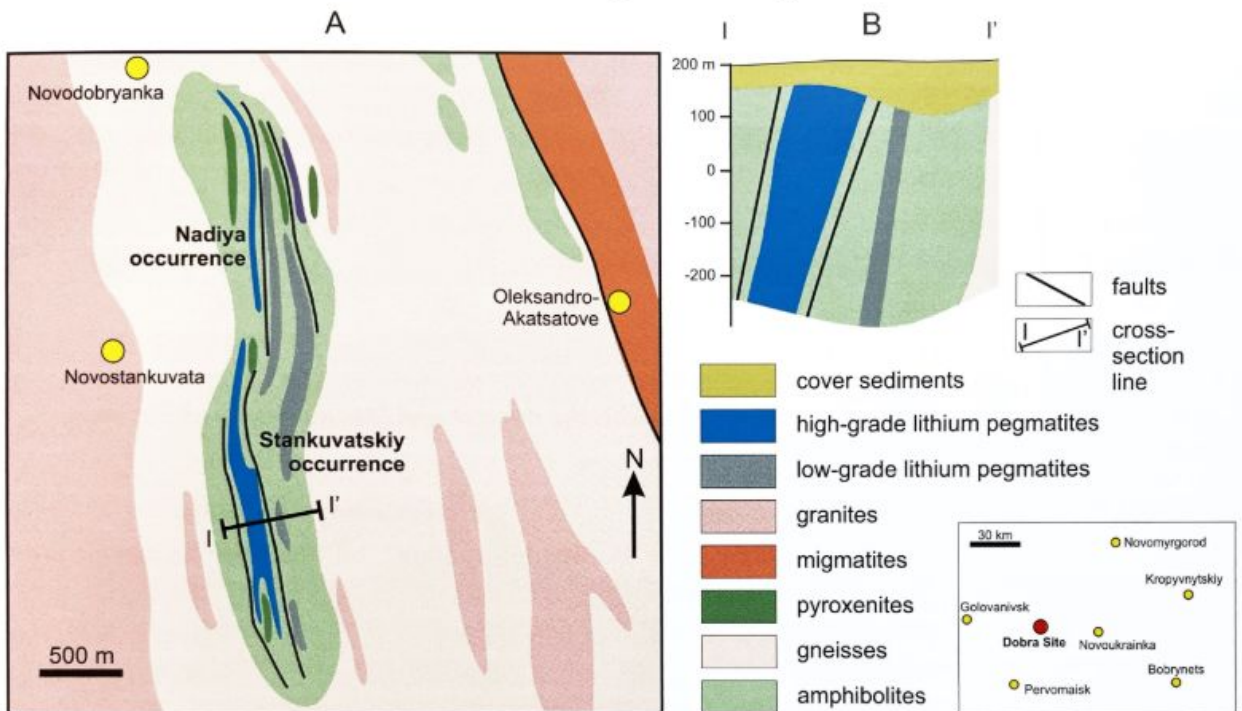 A
Novodobryanka
Nadiya
occurrence
Oleksandro-
Akatsatove
Novostankuvata
Stankuvatskiy
occurrence
I
I'
N
500 m
B
I
I'
200 m
100
0
-100
-200
faults
I
I'
cross-
section
line
cover sediments
high-grade lithium pegmatites
low-grade lithium pegmatites
granites
migmatites
pyroxenites
gneisses
amphibolites
30 km
Novomyrgorod
Kropyvnytskiy
Golovanivsk
Dobra Site
Novoukrainka
Bobrynets
Pervomaisk